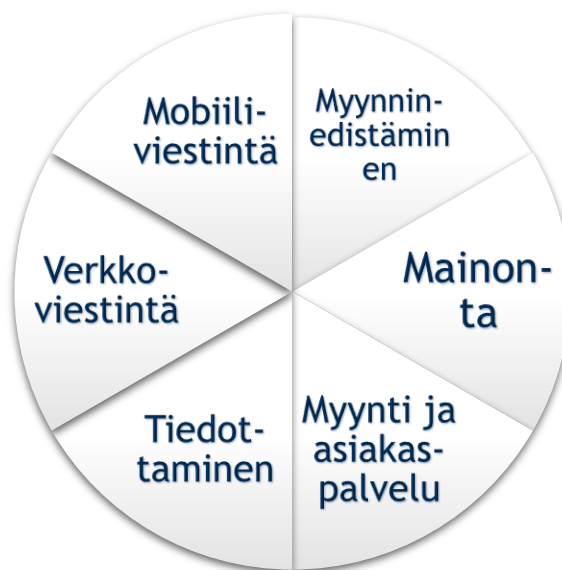 Mobiili-
viestintä
Myynnin-
edistämin
en
Verkko-
viestintä
Mainon-
ta
Tiedot-
taminen
Myynti ja
asiakas-
palvelu